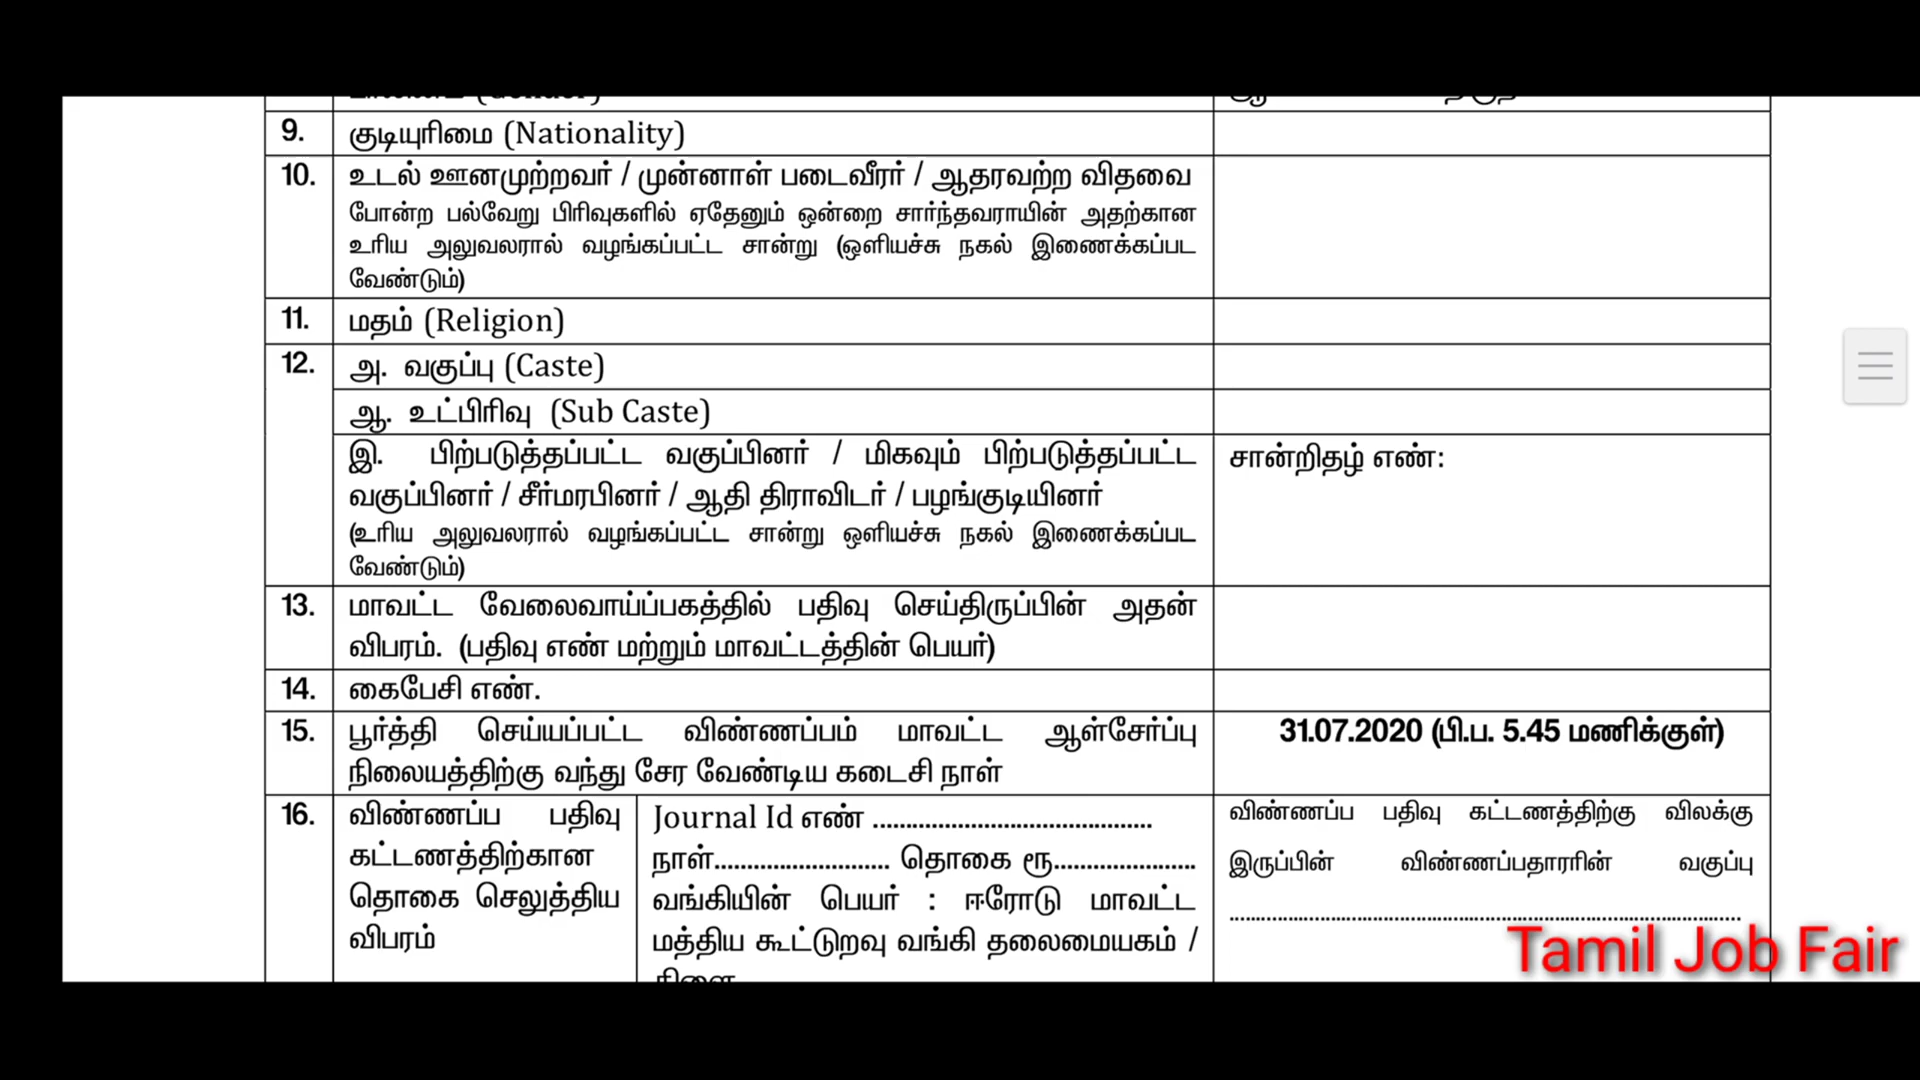 (Gender)
9. குடியுரிமை (Nationality)
10. உடல் ஊனமுற்றவர் / முன்னாள் படைவீரர் / ஆதரவற்ற விதவை
போன்ற பல்வேறு பிரிவுகளில் ஏதேனும் ஒன்றை சார்ந்தவராயின் அதற்கான
உரிய அலுவலரால் வழங்கப்பட்ட சான்று (ஒளியச்சு நகல் இணைக்கப்பட
வேண்டும்)
11. மதம் (Religion)
12. அ. வகுப்பு (Caste)
ஆ. உட்பிரிவு (Sub Caste)
இ. பிற்படுத்தப்பட்ட வகுப்பினர் / மிகவும் பிற்படுத்தப்பட்ட
வகுப்பினர் / சீர்மரபினர் / ஆதி திராவிடர் / பழங்குடியினர்
(உரிய அலுவலரால் வழங்கப்பட்ட சான்று ஒளியச்சு நகல் இணைக்கப்பட
வேண்டும்)
சான்றிதழ் எண்:
13. மாவட்ட வேலைவாய்ப்பகத்தில் பதிவு செய்திருப்பின் அதன்
விபரம். (பதிவு எண் மற்றும் மாவட்டத்தின் பெயர்)
14. கைபேசி எண்.
15. பூர்த்தி செய்யப்பட்ட விண்ணப்பம் மாவட்ட ஆள்சேர்ப்பு
நிலையத்திற்கு வந்து சேர வேண்டிய கடைசி நாள்
31.07.2020 (பி.ப. 5.45 மணிக்குள்)
16. விண்ணப்ப பதிவு
கட்டணத்திற்கான
தொகை செலுத்திய
விபரம்
Journal Id எண் ..........................................
நாள்.......................... தொகை ரூ.....................
வங்கியின் பெயர் : ஈரோடு மாவட்ட
மத்திய கூட்டுறவு வங்கி தலைமையகம் /
விண்ணப்ப பதிவு கட்டணத்திற்கு விலக்கு
இருப்பின் விண்ணப்பதாரரின் வகுப்பு
.....................................................................................
Tamil Job Fair